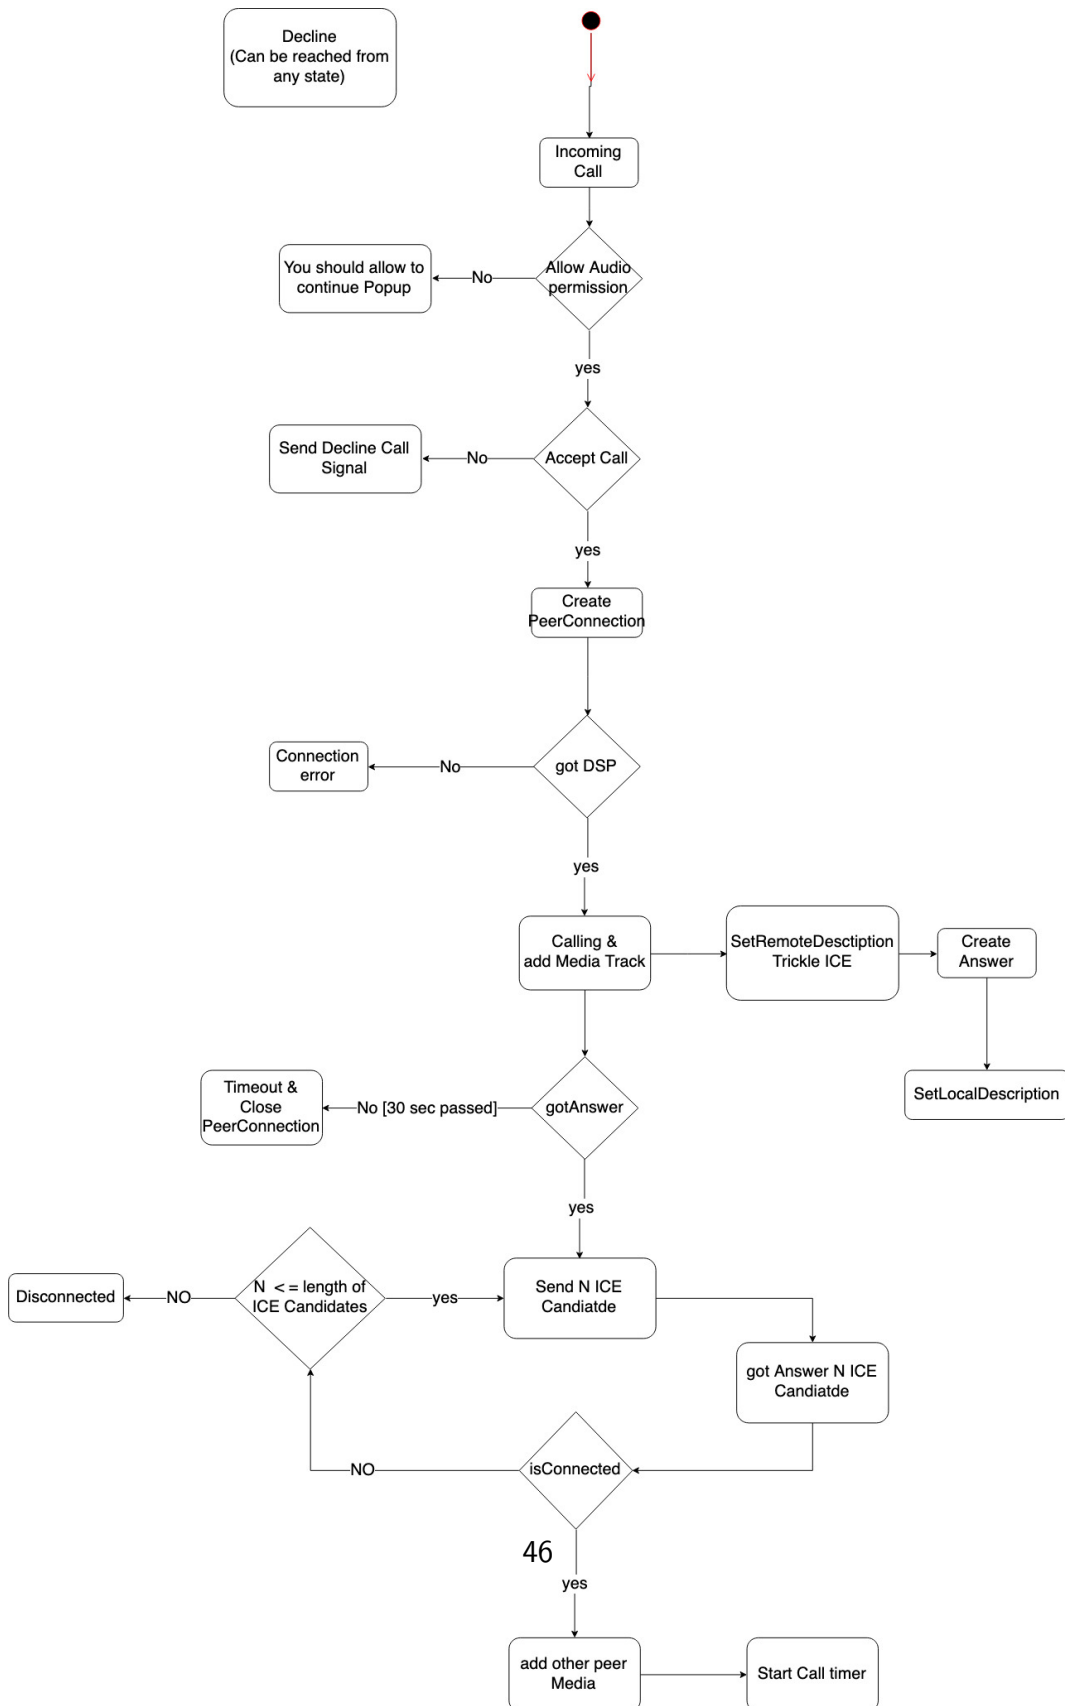 Decline
(Can be reached from
any state)
Incoming
Call
Allow Audio
permission
No
You should allow to
continue Popup
yes
Accept Call
No
Send Decline Call
Signal
yes
Create
PeerConnection
got DSP
No
Connection
error
yes
Calling &
add Media Track
SetRemoteDesctiption
Trickle ICE
Create
Answer
SetLocalDescription
gotAnswer
No [30 sec passed]
Timeout &
Close
PeerConnection
yes
Send N ICE
Candiatde
yes
N < = length of
ICE Candidates
NO
Disconnected
got Answer N ICE
Candiatde
isConnected
NO
46
yes
add other peer
Media
Start Call timer